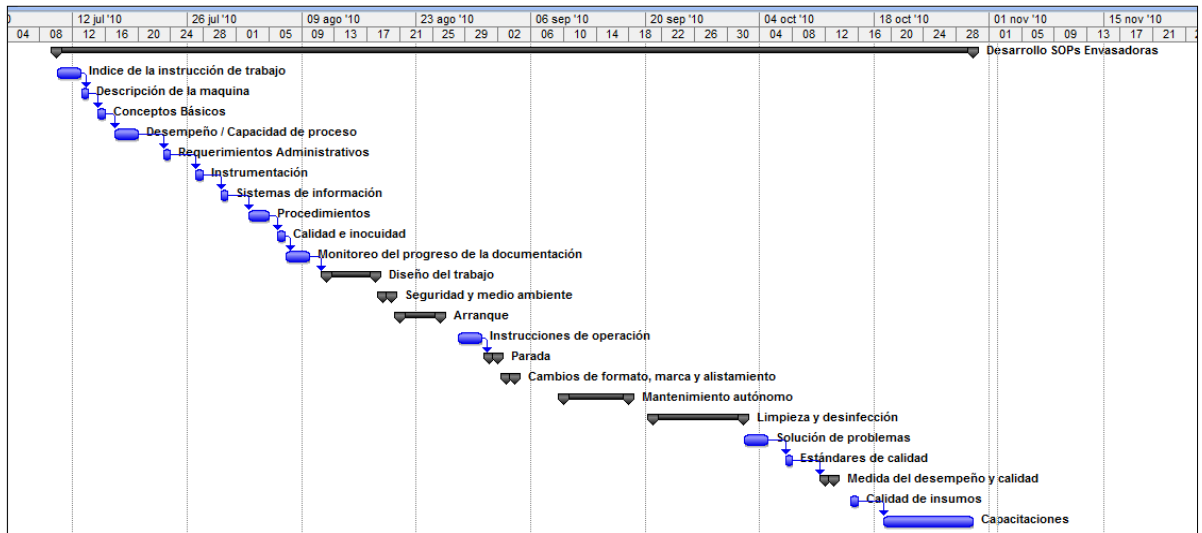 12 jul '10 26 jul '10 09 ago '10 23 ago '10 06 sep '10 20 sep '10 04 oct '10 18 oct '10 01 nov '10 15 nov '10
04 08 12 16 20 24 28 01 05 09 13 17 21 25 29 02 06 10 14 18 22 26 30 04 08 12 16 20 24 28 01 05 09 13 17 21 25
Desarrollo SOPs Envasadoras
Indice de la instrucción de trabajo
Descripción de la maquina
Conceptos Básicos
Desempeño / Capacidad de proceso
Requerimientos Administrativos
Instrumentación
Sistemas de información
Procedimientos
Calidad e inocuidad
Monitoreo del progreso de la documentación
Diseño del trabajo
Seguridad y medio ambiente
Arranque
Instrucciones de operación
Parada
Cambios de formato, marca y alistamiento
Mantenimiento autónomo
Limpieza y desinfección
Solución de problemas
Estándares de calidad
Medida del desempeño y calidad
Calidad de insumos
Capacitaciones